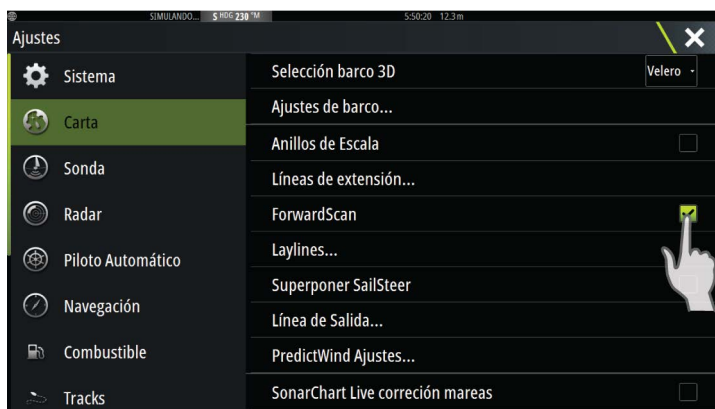 SIMULANDO... S HDG 230 °M 5:50:20 12.3 m
Ajustes
Sistema
Carta
Sonda
Radar
Piloto Automático
Navegación
Combustible
Tracks
Selección barco 3D Velero
Ajustes de barco...
Anillos de Escala
Líneas de extensión...
ForwardScan
Laylines...
Superponer SailSteer
Línea de Salida...
PredictWind Ajustes...
SonarChart Live correción mareas